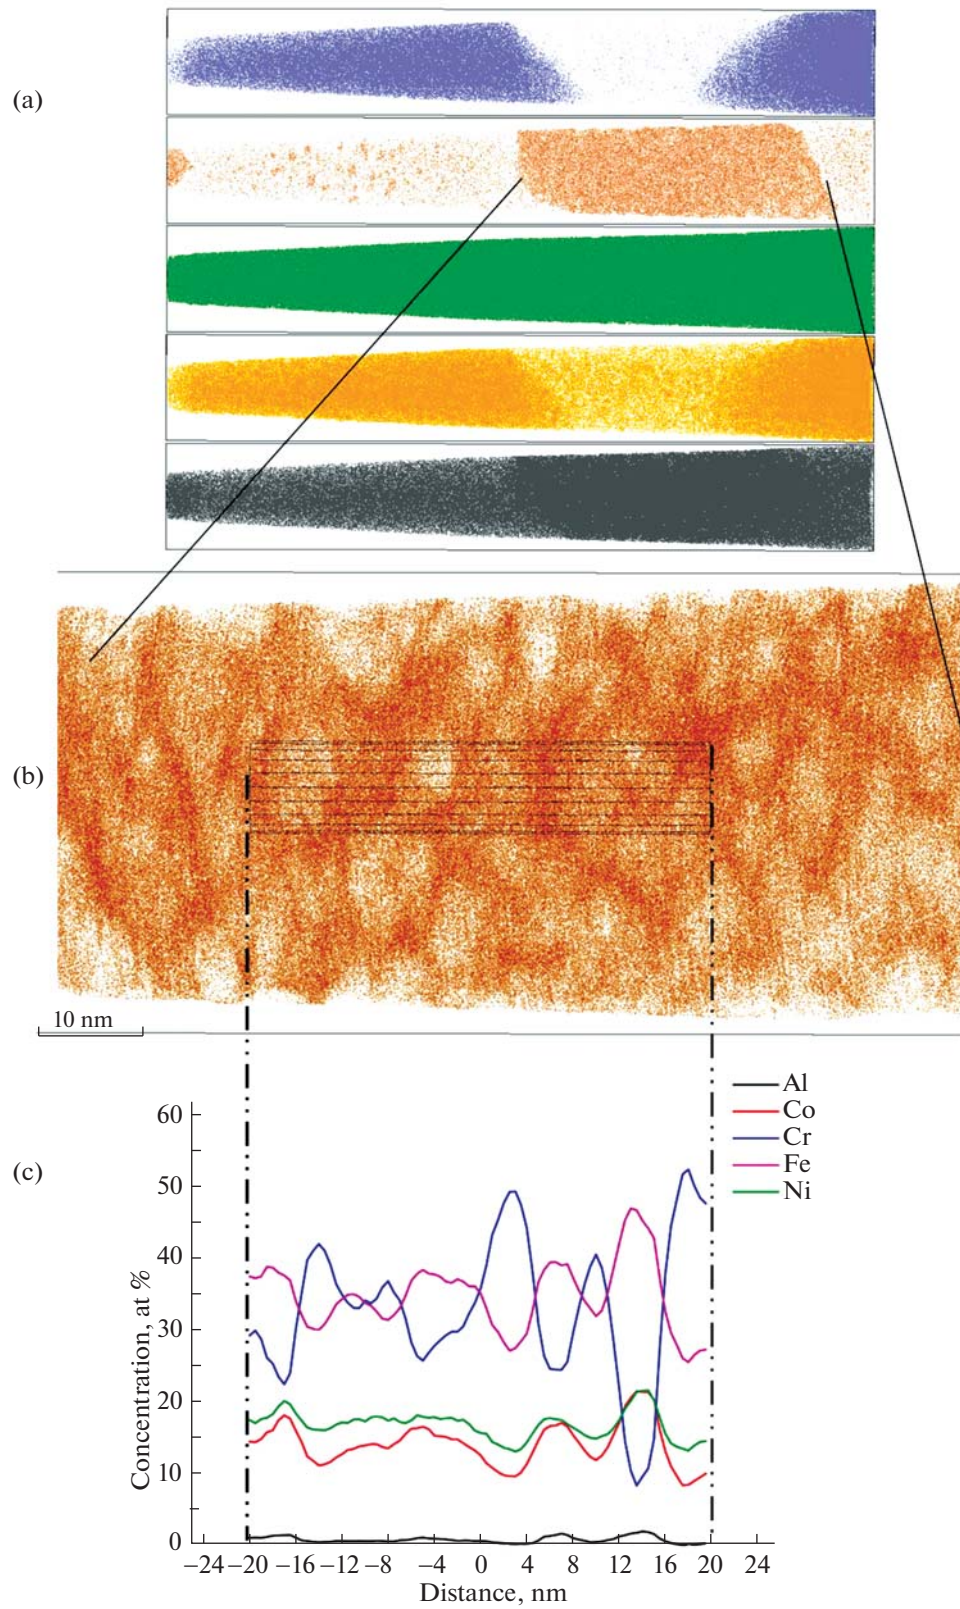 (a)
(b)
10 nm
Al
Co
Cr
Fe
Ni
(c)
Concentration, at %
60
50
40
30
20
10
0
−24 −20 −16 −12 −8 −4 0 4 8 12 16 20 24
Distance, nm